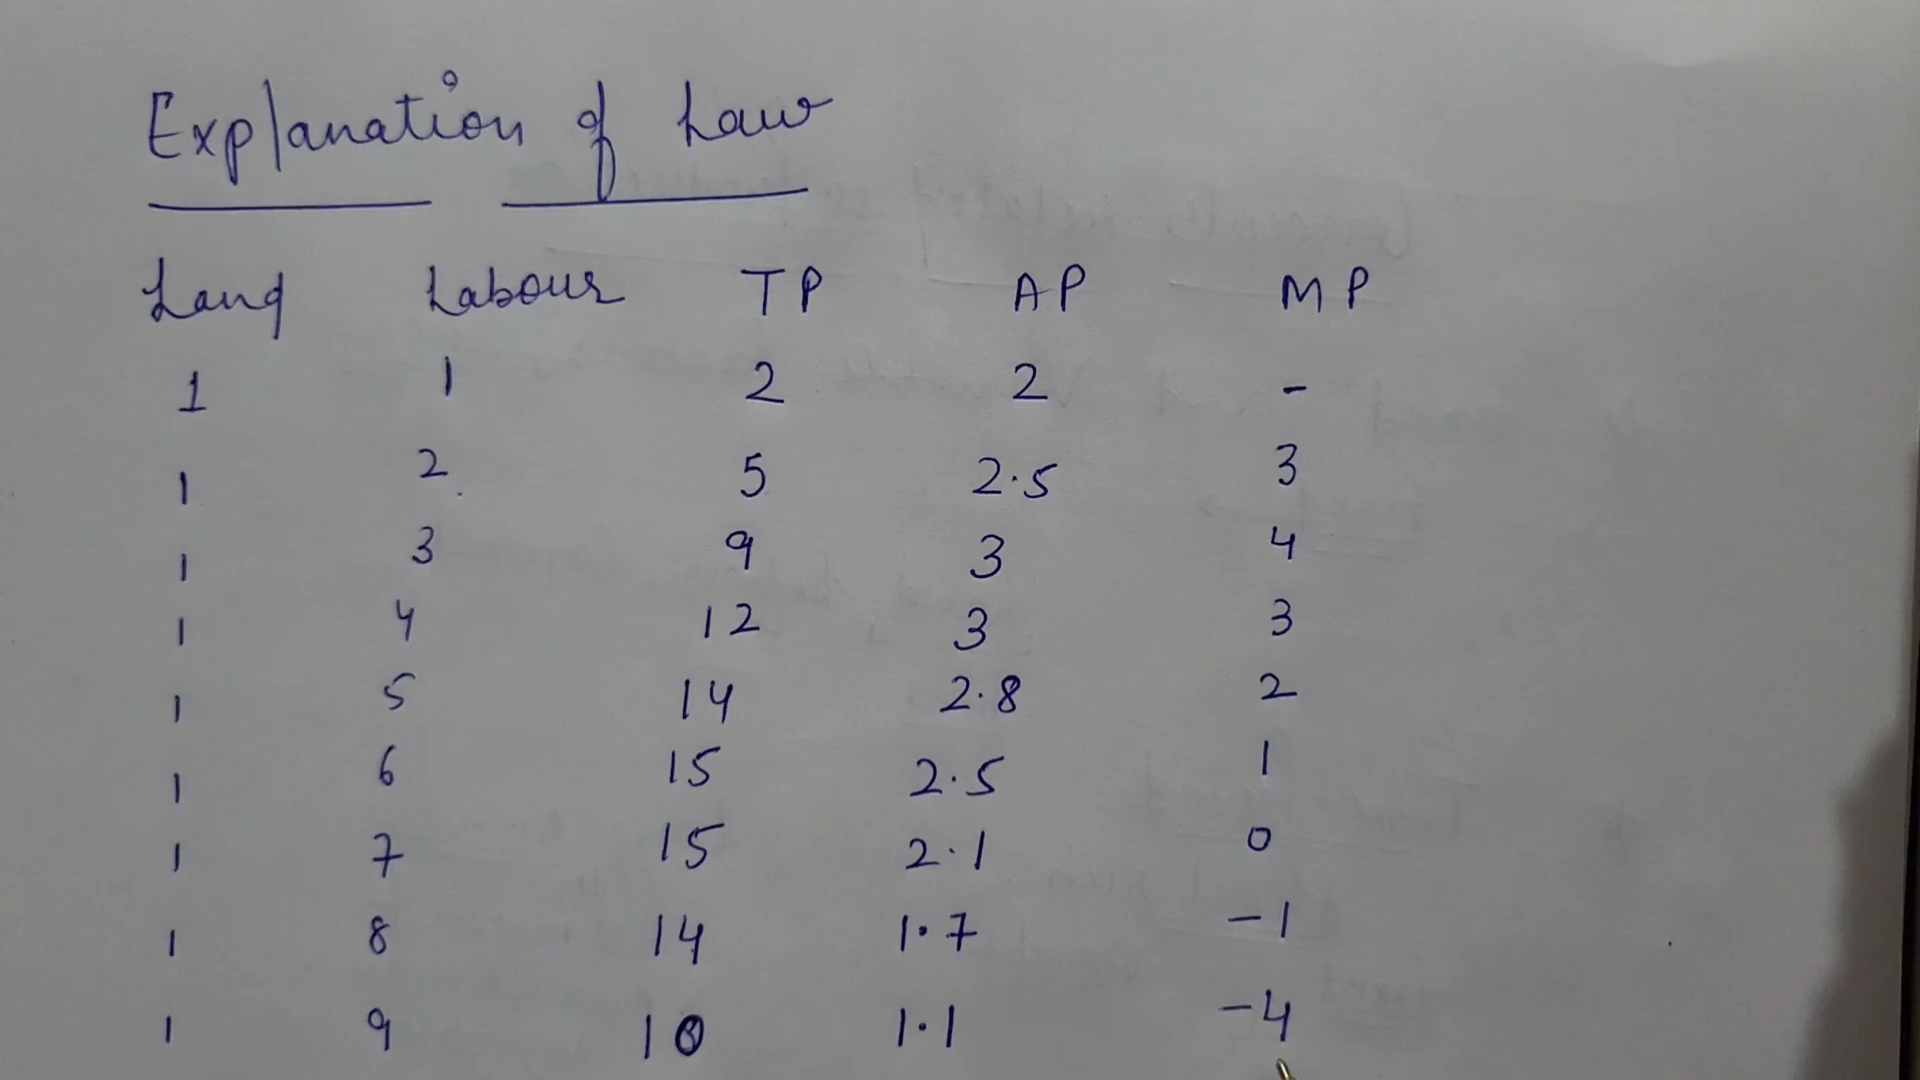 Explanation of Law
Land Labour TP AP MP
1 1 2 2 -
1 2 5 2.5 3
1 3 9 3 4
1 4 12 3 3
1 5 14 2.8 2
1 6 15 2.5 1
1 7 15 2.1 0
1 8 14 1.7 -1
1 9 10 1.1 -4